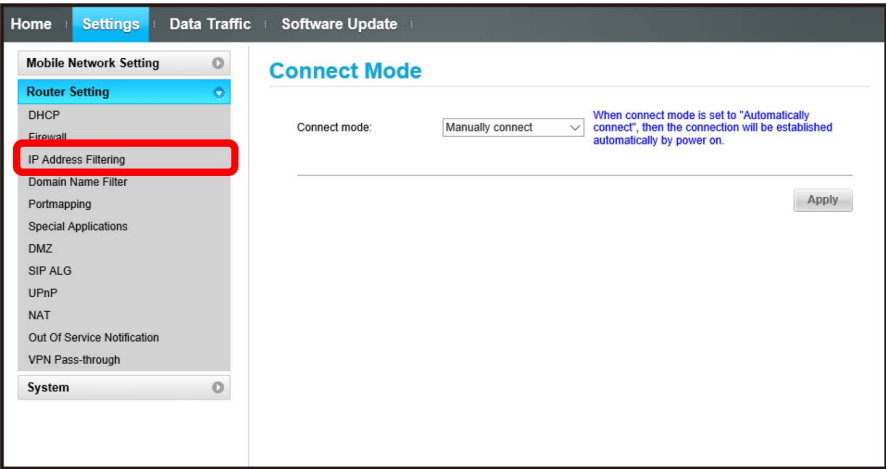 Home Settings Data Traffic Software Update
Mobile Network Setting
Router Setting
DHCP
Firewall
IP Address Filtering
Domain Name Filter
Portmapping
Special Applications
DMZ
SIP ALG
UPnP
NAT
Out Of Service Notification
VPN Pass-through
System
Connect Mode
Connect mode: Manually connect
When connect mode is set to "Automatically
connect", then the connection will be established
automatically by power on.
Apply